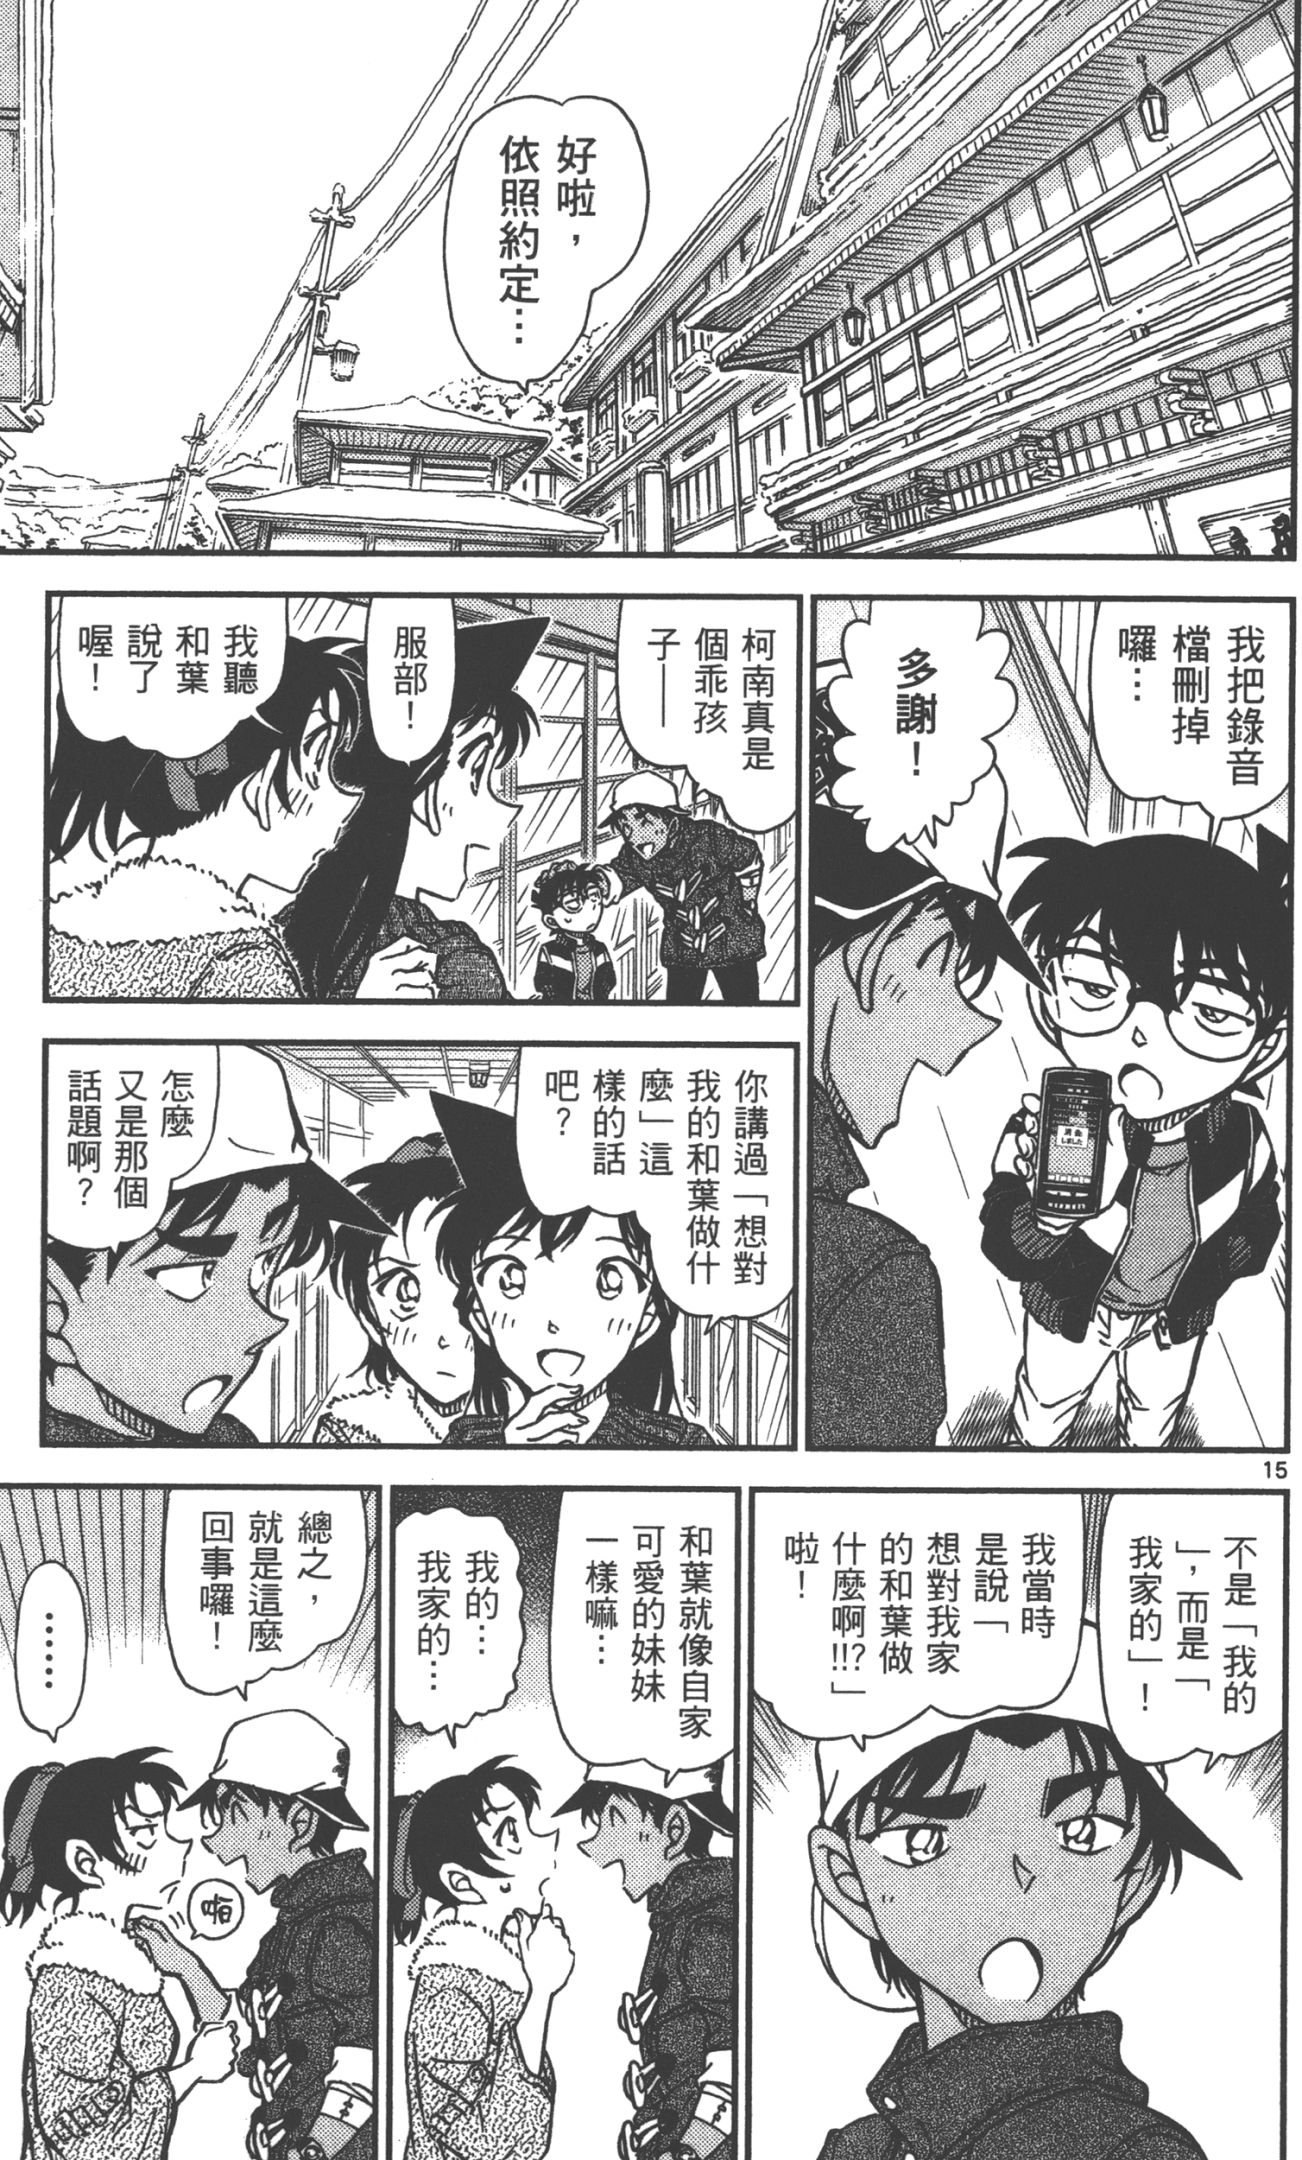 好啦，
依照約定…
我把錄音
檔刪掉
囉…
多謝！
消去
しました
柯南真是
個乖孩
子——
服部！
我聽
和葉
說了
喔！
你講過「想對
我的和葉做什
麼」這
樣的話
吧？
怎麼
又是那個
話題啊？
15
不是「我的
」，而是「
我家的」！
我當時
是說「
想對我家
的和葉做
什麼啊!!?」
啦！
和葉就像自家
可愛的妹妹
一樣嘛…
我的…
我家的…
總之，
就是這麼
回事囉！
啪
……